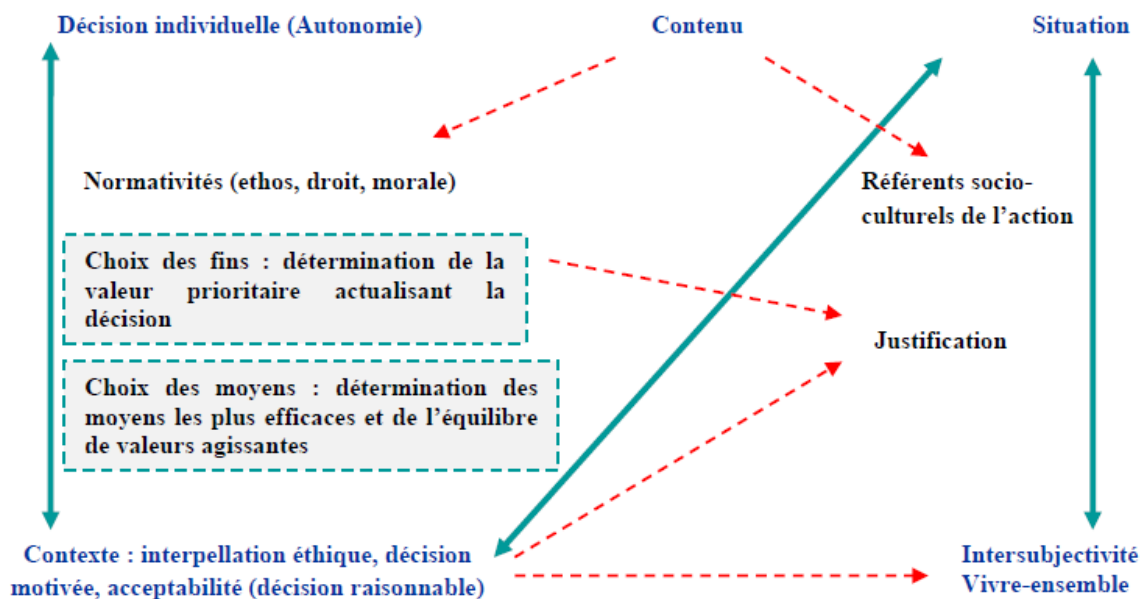 Décision individuelle (Autonomie)
Contenu
Situation
Normativités (ethos, droit, morale)
Référents socio-
culturels de l'action
Choix des fins : détermination de la
valeur prioritaire actualisant la
décision
Justification
Choix des moyens : détermination des
moyens les plus efficaces et de l'équilibre
de valeurs agissantes
Contexte : interpellation éthique, décision
motivée, acceptabilité (décision raisonnable)
Intersubjectivité
Vivre-ensemble